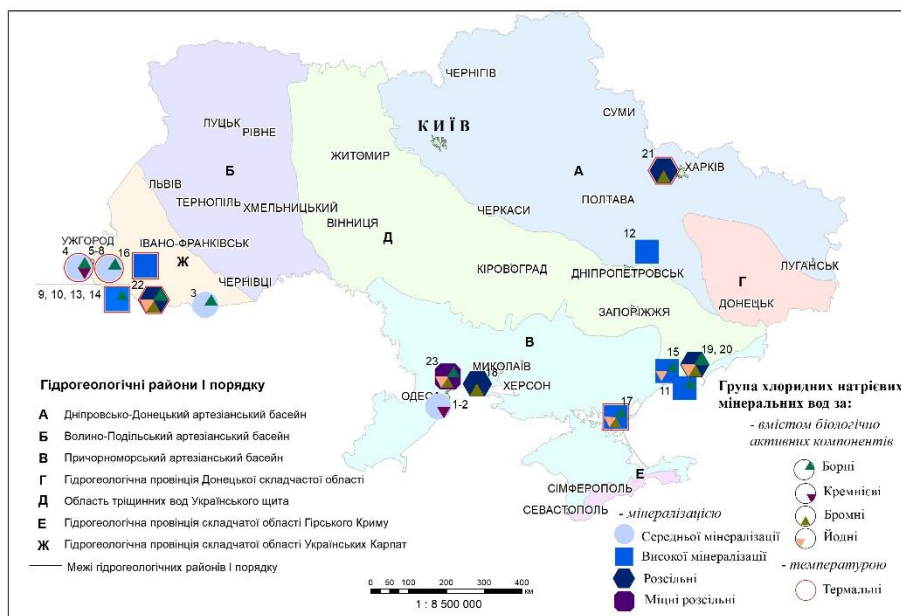 ЧЕРНІГІВ
СУМИ
ЛУЦЬК
РІВНЕ
КИЇВ
ЖИТОМИР
21
ХАРКІВ
Б
А
ЛЬВІВ
ПОЛТАВА
ТЕРНОПІЛЬ
ХМЕЛЬНИЦЬКИЙ
ВІННИЦЯ
ЧЕРКАСИ
УЖГОРОД
ІВАНО-ФРАНКІВСЬК
4
5-8
16
Ж
Д
12
КІРОВОГРАД
ДНІПРОПЕТРОВСЬК
Г
ЛУГАНСЬК
ЧЕРНІВЦІ
9, 10, 13, 14
22
3
ДОНЕЦЬК
ЗАПОРІЖЖЯ
В
23
МИКОЛАЇВ
18
15
19, 20
ОДЕСА
ХЕРСОН
11
1-2
17
Е
СІМФЕРОПОЛЬ
СЕВАСТОПОЛЬ
Гідрогеологічні райони І порядку
А Дніпровсько-Донецький артезіанський басейн
Б Волино-Подільський артезіанський басейн
В Причорноморський артезіанський басейн
Г Гідрогеологічна провінція Донецької складчастої області
Д Область тріщинних вод Українського щита
Е Гідрогеологічна провінція складчатої області Гірського Криму
Ж Гідрогеологічна провінція складчатої області Українських Карпат
Межі гідрогеологічних районів І порядку
0 50 100 200 300 400
км
1 : 8 500 000
Група хлоридних натрієвих
мінеральних вод за:
- вмістом біологічно
активних компонентів
Борні
Кремнієві
Бромні
Йодні
- температурою
Термальні
- мінералізацією
Середньої мінералізації
Високої мінералізації
Розсільні
Міцні розсільні